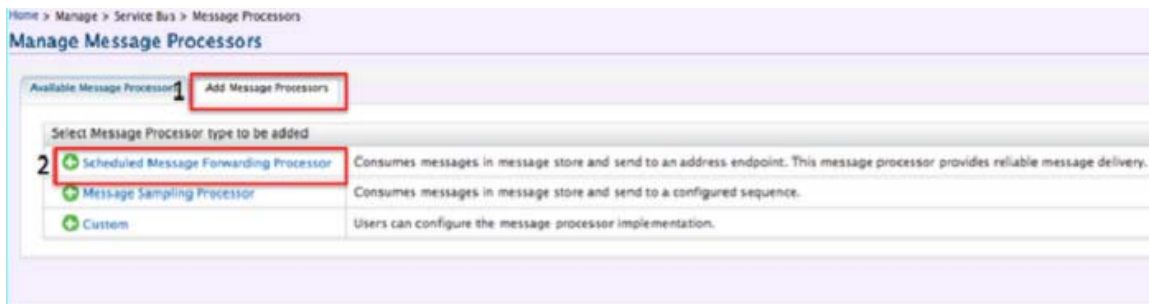 Home > Manage > Service Bus > Message Processors
Manage Message Processors
Available Message Processors 1 Add Message Processors
Select Message Processor type to be added
2 Scheduled Message Forwarding Processor Consumes messages in message store and send to an address endpoint. This message processor provides reliable message delivery.
Message Sampling Processor Consumes messages in message store and send to a configured sequence.
Custom Users can configure the message processor implementation.